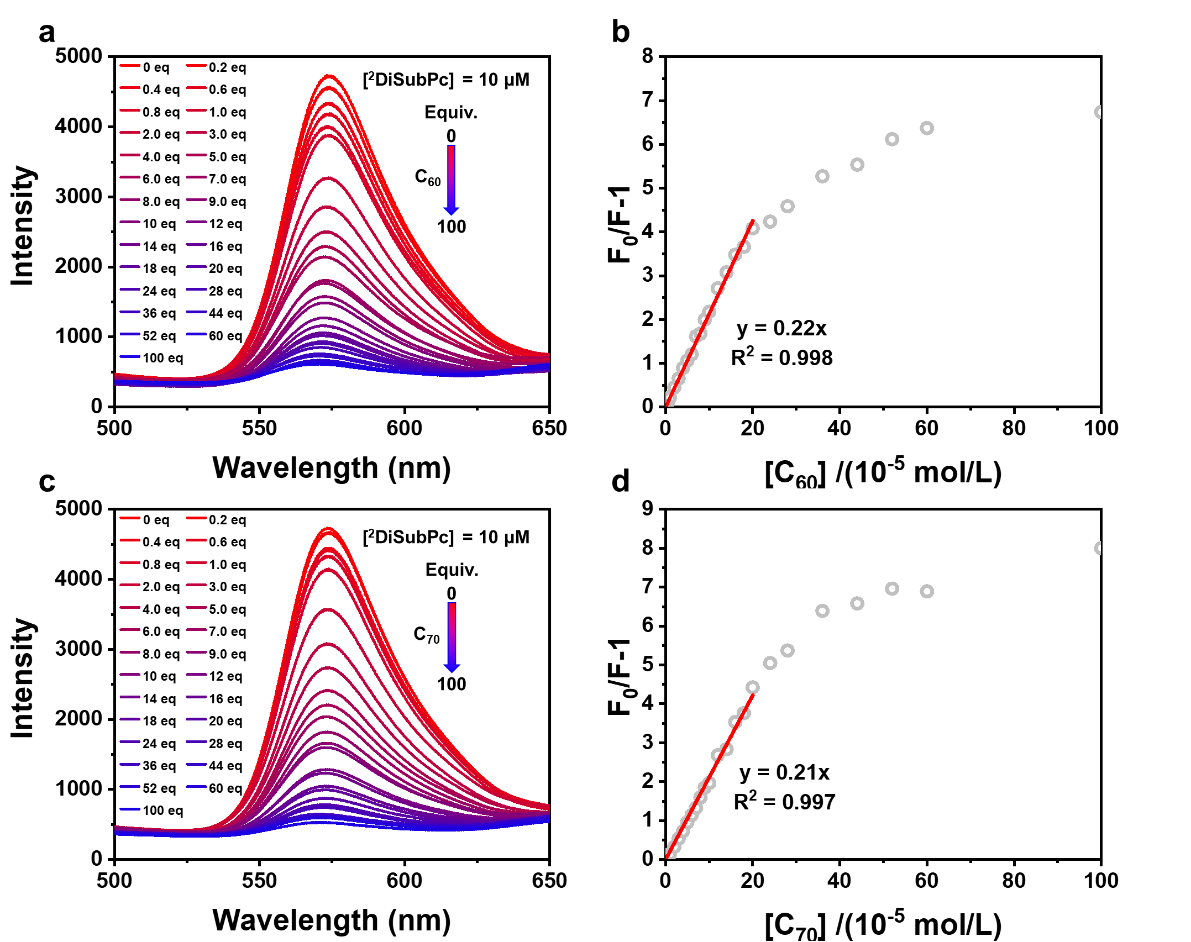 a
5000
4000
3000
2000
1000
0
Intensity
0 eq 0.2 eq
0.4 eq 0.6 eq
0.8 eq 1.0 eq
2.0 eq 3.0 eq
4.0 eq 5.0 eq
6.0 eq 7.0 eq
8.0 eq 9.0 eq
10 eq 12 eq
14 eq 16 eq
18 eq 20 eq
24 eq 28 eq
36 eq 44 eq
52 eq 60 eq
100 eq
[²DiSubPc] = 10 μM
Equiv.
0
C₆₀
100
500 550 600 650
Wavelength (nm)
b
8
7
6
5
4
3
2
1
0
F₀/F-1
y = 0.22x
R² = 0.998
0 20 40 60 80 100
[C₆₀] /(10⁻⁵ mol/L)
c
5000
4000
3000
2000
1000
0
Intensity
0 eq 0.2 eq
0.4 eq 0.6 eq
0.8 eq 1.0 eq
2.0 eq 3.0 eq
4.0 eq 5.0 eq
6.0 eq 7.0 eq
8.0 eq 9.0 eq
10 eq 12 eq
14 eq 16 eq
18 eq 20 eq
24 eq 28 eq
36 eq 44 eq
52 eq 60 eq
100 eq
[²DiSubPc] = 10 μM
Equiv.
0
C₇₀
100
500 550 600 650
Wavelength (nm)
d
9
8
7
6
5
4
3
2
1
0
F₀/F-1
y = 0.21x
R² = 0.997
0 20 40 60 80 100
[C₇₀] /(10⁻⁵ mol/L)